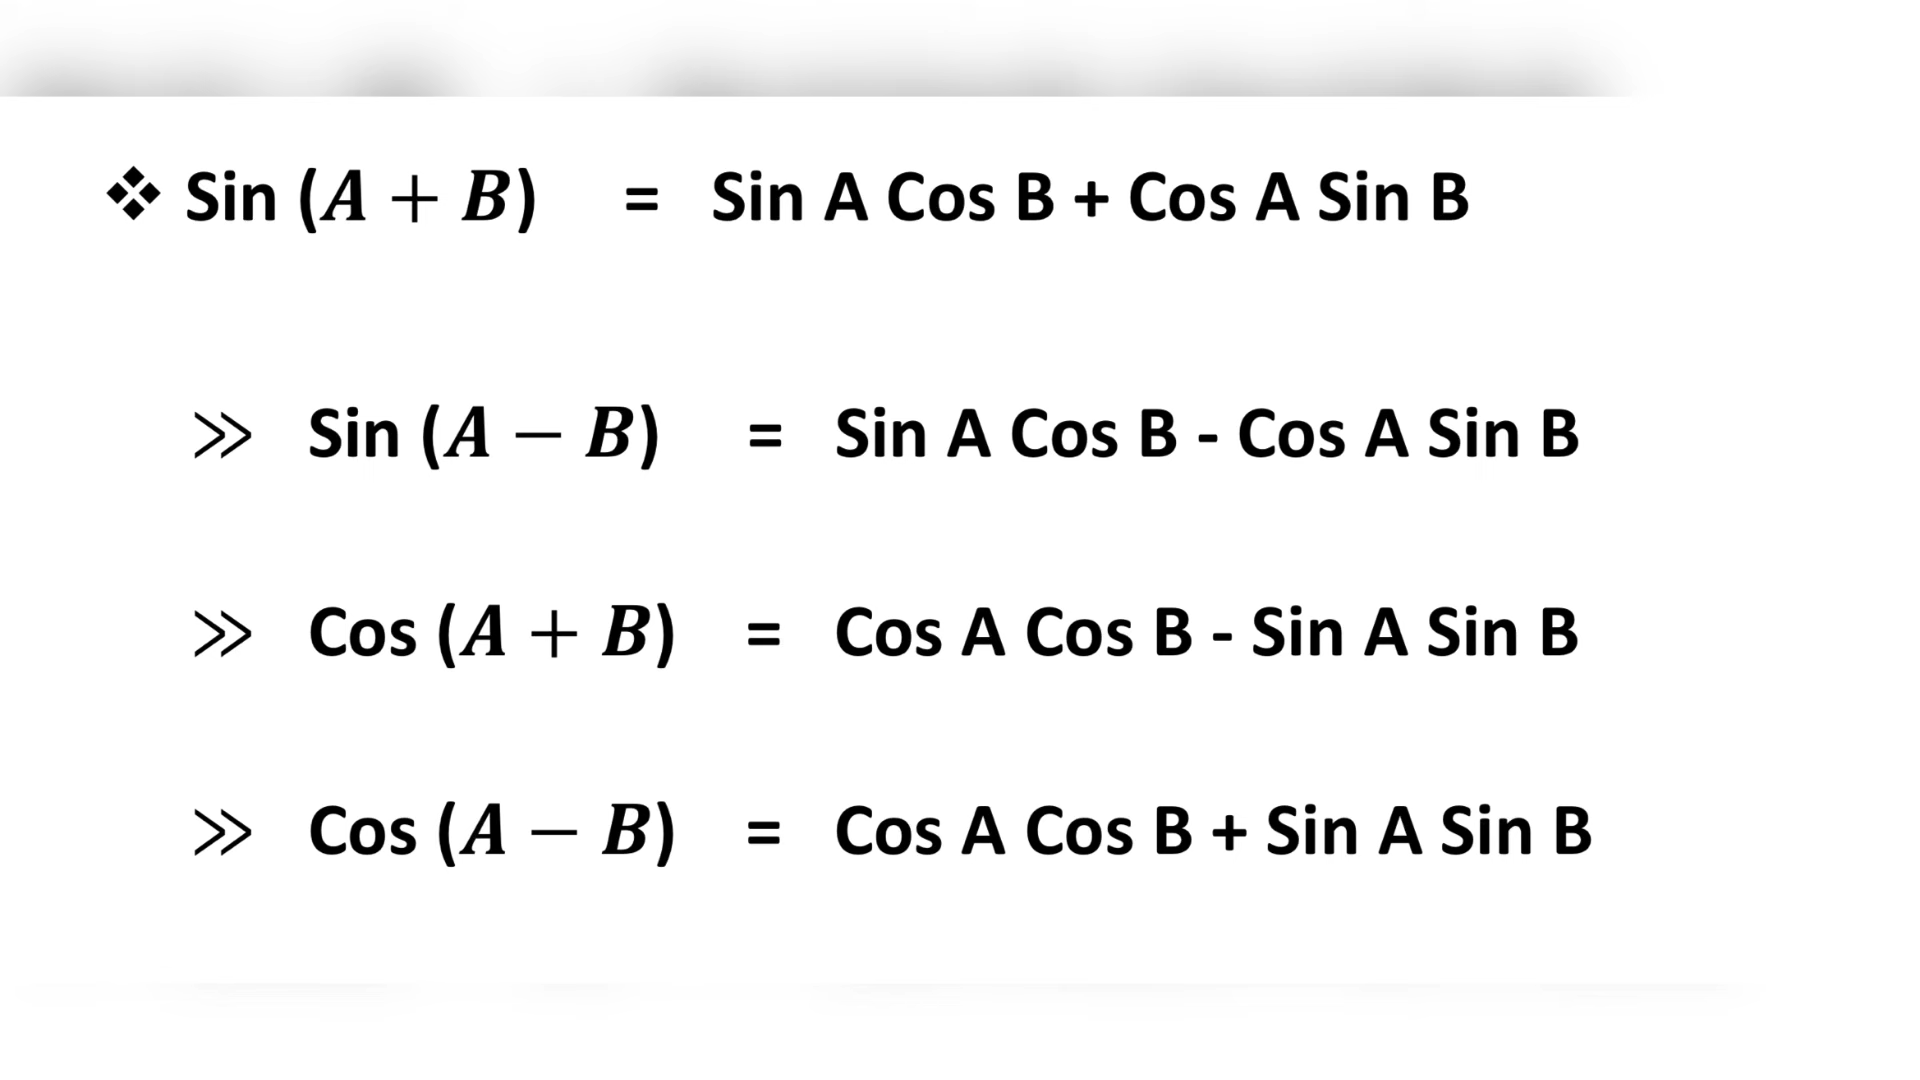 ❖ Sin (A + B) = Sin A Cos B + Cos A Sin B
≫ Sin (A − B) = Sin A Cos B - Cos A Sin B
≫ Cos (A + B) = Cos A Cos B - Sin A Sin B
≫ Cos (A − B) = Cos A Cos B + Sin A Sin B